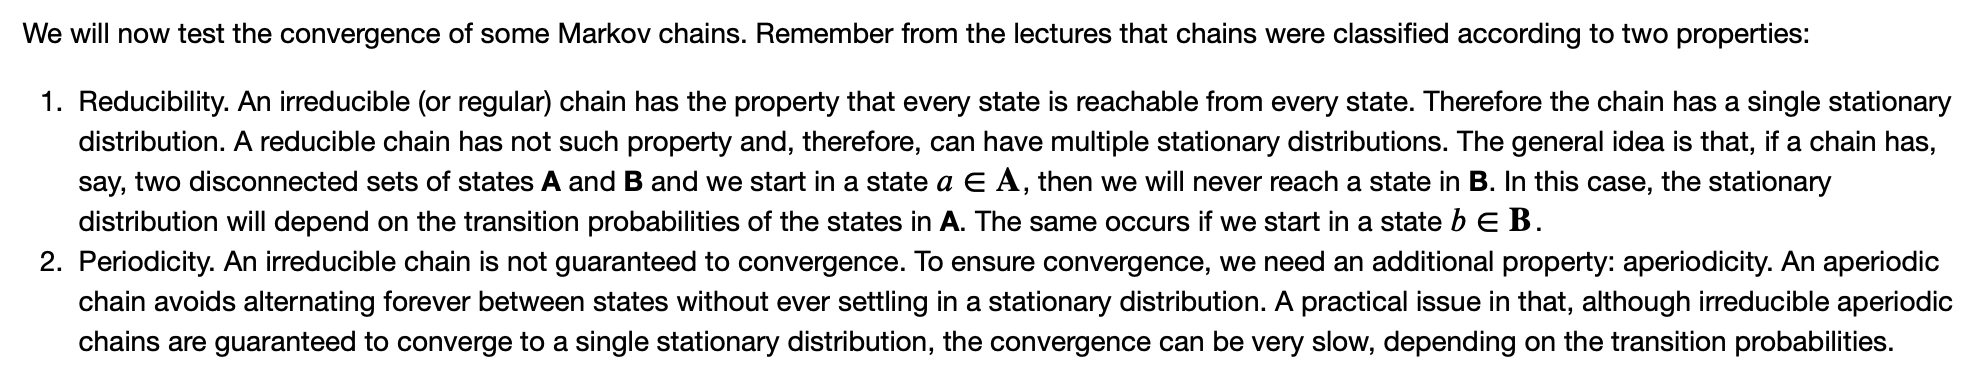 We will now test the convergence of some Markov chains. Remember from the lectures that chains were classified according to two properties:
1. Reducibility. An irreducible (or regular) chain has the property that every state is reachable from every state. Therefore the chain has a single stationary
distribution. A reducible chain has not such property and, therefore, can have multiple stationary distributions. The general idea is that, if a chain has,
say, two disconnected sets of states A and B and we start in a state a ∈ A, then we will never reach a state in B. In this case, the stationary
distribution will depend on the transition probabilities of the states in A. The same occurs if we start in a state b ∈ B.
2. Periodicity. An irreducible chain is not guaranteed to convergence. To ensure convergence, we need an additional property: aperiodicity. An aperiodic
chain avoids alternating forever between states without ever settling in a stationary distribution. A practical issue in that, although irreducible aperiodic
chains are guaranteed to converge to a single stationary distribution, the convergence can be very slow, depending on the transition probabilities.